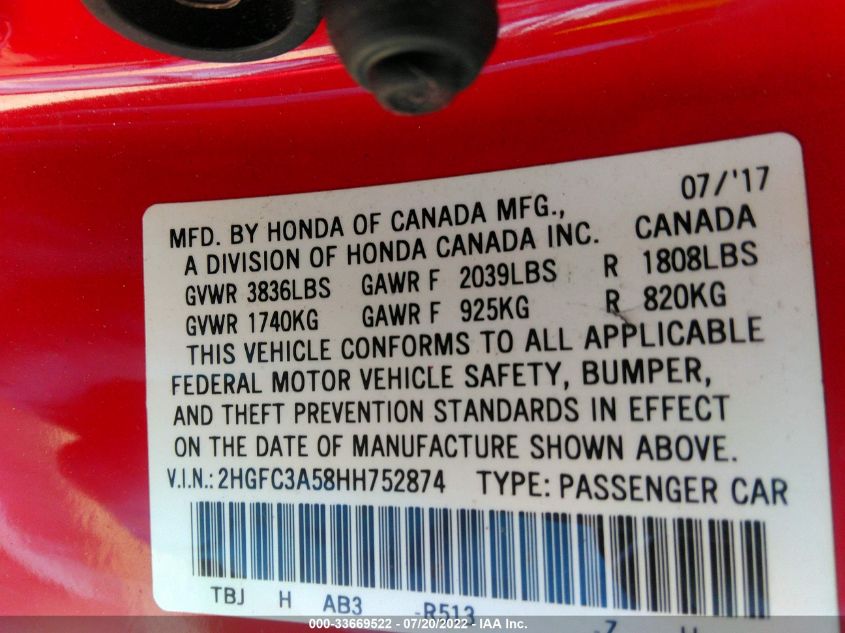 07/'17
MFD. BY HONDA OF CANADA MFG., CANADA
A DIVISION OF HONDA CANADA INC.
GVWR 3836LBS GAWR F 2039LBS R 1808LBS
GVWR 1740KG GAWR F 925KG R 820KG
THIS VEHICLE CONFORMS TO ALL APPLICABLE
FEDERAL MOTOR VEHICLE SAFETY, BUMPER,
AND THEFT PREVENTION STANDARDS IN EFFECT
ON THE DATE OF MANUFACTURE SHOWN ABOVE.
V.I.N.: 2HGFC3A58HH752874 TYPE: PASSENGER CAR
TBJ H AB3 -R513
000-33669522 - 07/20/2022 - IAA Inc.